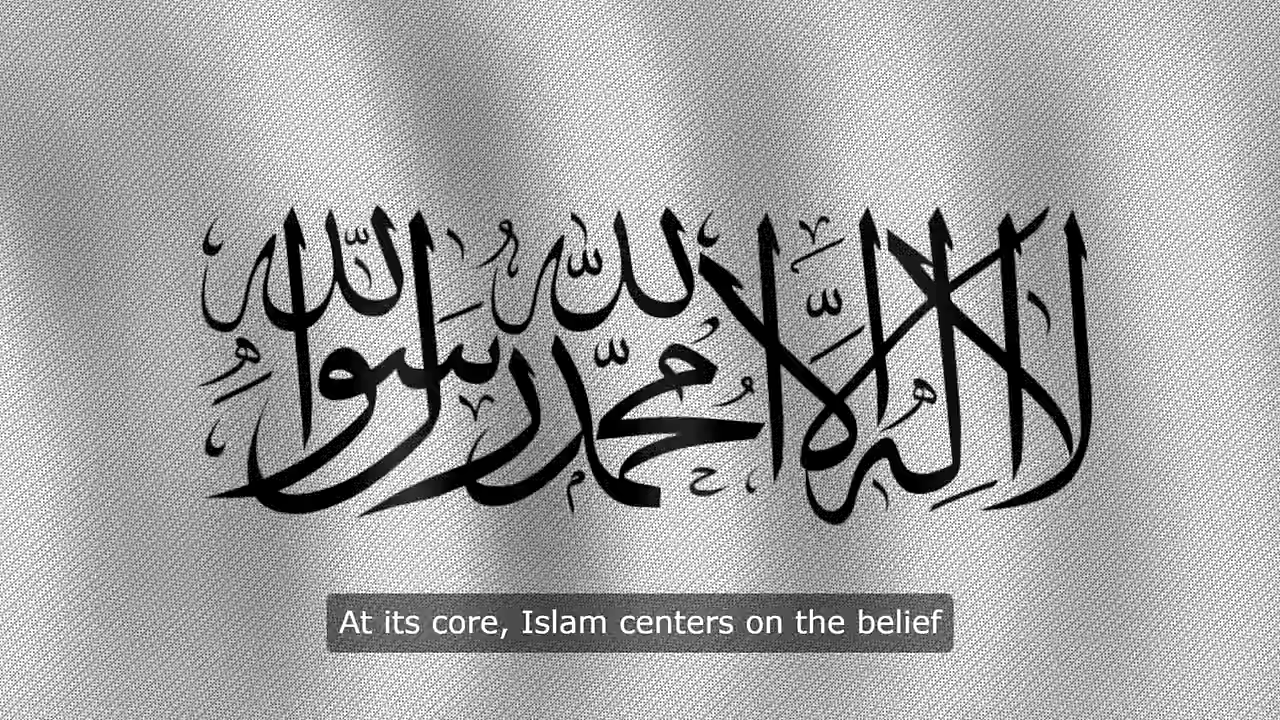 لا إله إلا الله محمد رسول الله
At its core, Islam centers on the belief